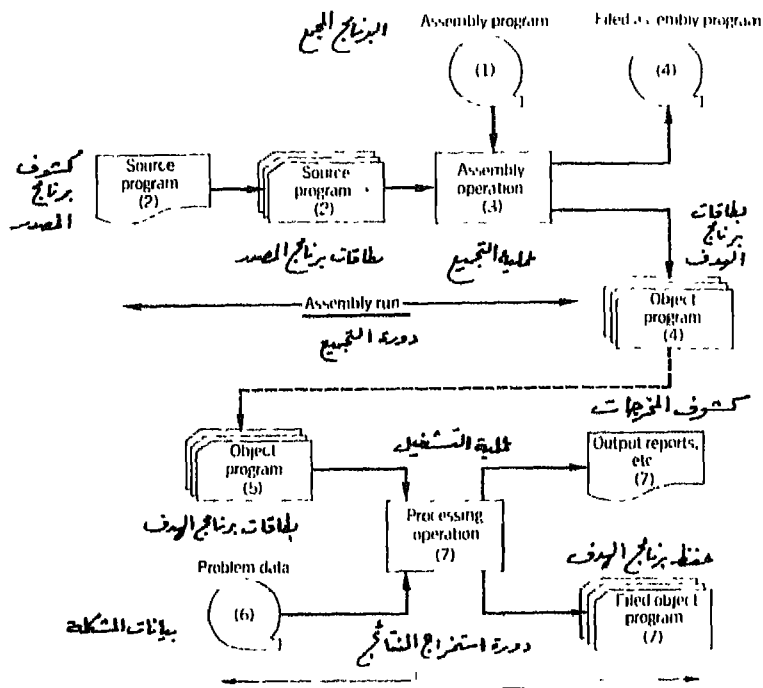 Assembly program
Filed assembly program
البرنامج المجمع
(1)
(4)
كشوف
برنامج
المصدر
Source
program
(2)
Source
program
(2)
Assembly
operation
(3)
بطاقات
برنامج
الهدف
بطاقات برنامج المصدر
عملية التجميع
Assembly run
دورة التجميع
Object
program
(4)
كشوف المخرجات
Object
program
(5)
عملية التشغيل
Output reports,
etc
(7)
بطاقات برنامج الهدف
Processing
operation
(7)
حفظ برنامج الهدف
Problem data
(6)
Filed object
program
(7)
بيانات المشكلة
دورة استخراج النتائج